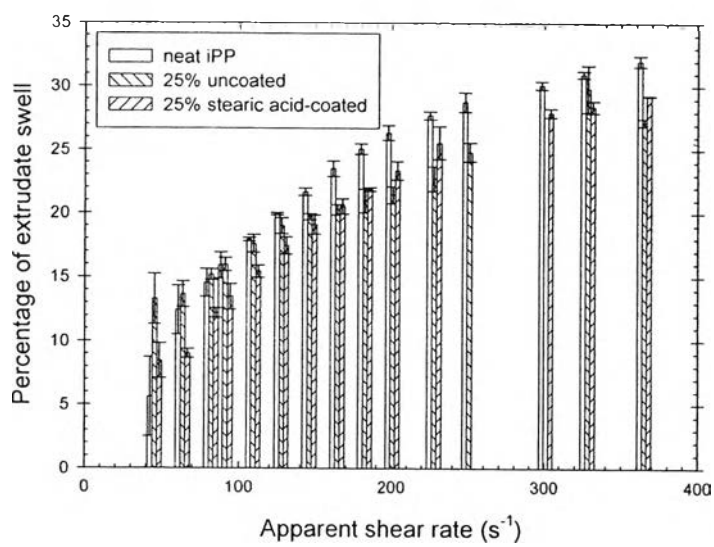 35
30
25
20
15
10
5
0
Percentage of extrudate swell
neat iPP
25% uncoated
25% stearic acid-coated
0 100 200 300 400
Apparent shear rate (s⁻¹)